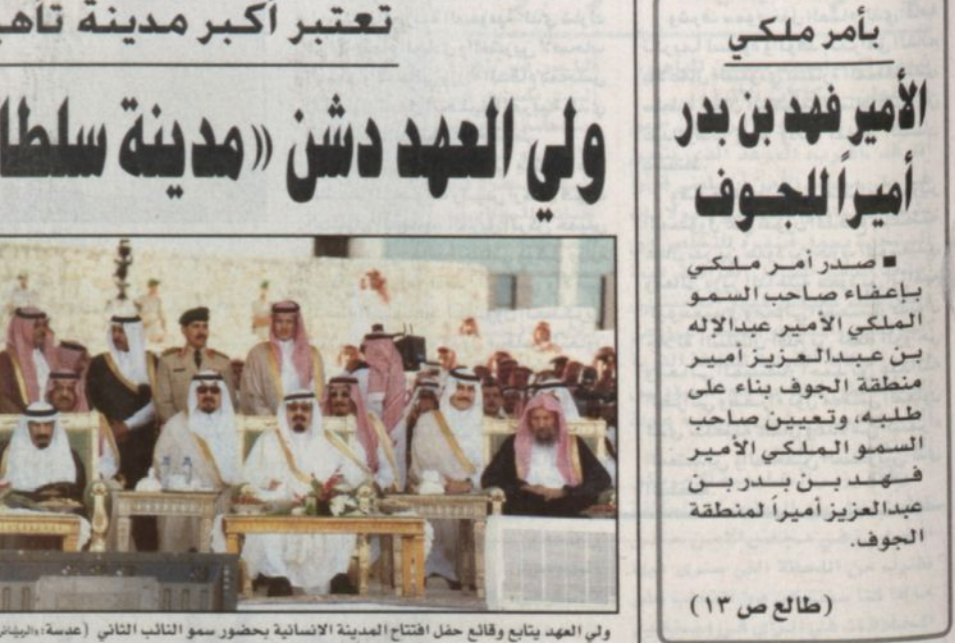 بأمر ملكي
الأمير فهد بن بدر
أميراً للجوف
■ صدر أمر ملكي
بإعفاء صاحب السمو
الملكي الأمير عبدالإله
بن عبدالعزيز أمير
منطقة الجوف بناء على
طلبه، وتعيين صاحب
السمو الملكي الأمير
فهد بن بدر بن
عبدالعزيز أميراً لمنطقة
الجوف.
(طالع ص ١٣)
تعتبر أكبر مدينة تأهي
ولي العهد دشن «مدينة سلطا
ولي العهد يتابع وقائع حفل افتتاح المدينة الانسانية بحضور سمو النائب الثاني (عدسة: